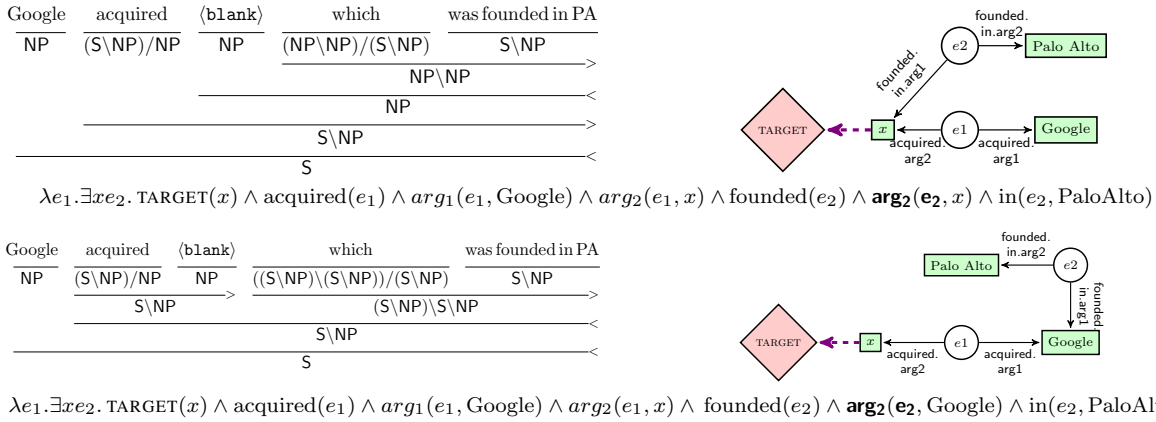 Google acquired ⟨blank⟩ which was founded in PA
NP (S\NP)/NP NP (NP\NP)/(S\NP) S\NP
>
NP\NP
<
NP
>
S\NP
<
S
founded.
in.arg2
e2
Palo Alto
founded.
in.arg1
TARGET
x
e1
Google
acquired.
arg2
acquired.
arg1
λe₁.∃xe₂. TARGET(x) ∧ acquired(e₁) ∧ arg₁(e₁, Google) ∧ arg₂(e₁, x) ∧ founded(e₂) ∧ arg₂(e₂, x) ∧ in(e₂, PaloAlto)
Google acquired ⟨blank⟩ which was founded in PA
NP (S\NP)/NP NP ((S\NP)\(S\NP))/(S\NP) S\NP
> >
S\NP (S\NP)\S\NP
<
S\NP
<
S
founded.
in.arg2
Palo Alto
e2
founded.
in.arg1
TARGET
x
e1
Google
acquired.
arg2
acquired.
arg1
λe₁.∃xe₂. TARGET(x) ∧ acquired(e₁) ∧ arg₁(e₁, Google) ∧ arg₂(e₁, x) ∧ founded(e₂) ∧ arg₂(e₂, Google) ∧ in(e₂, PaloAl